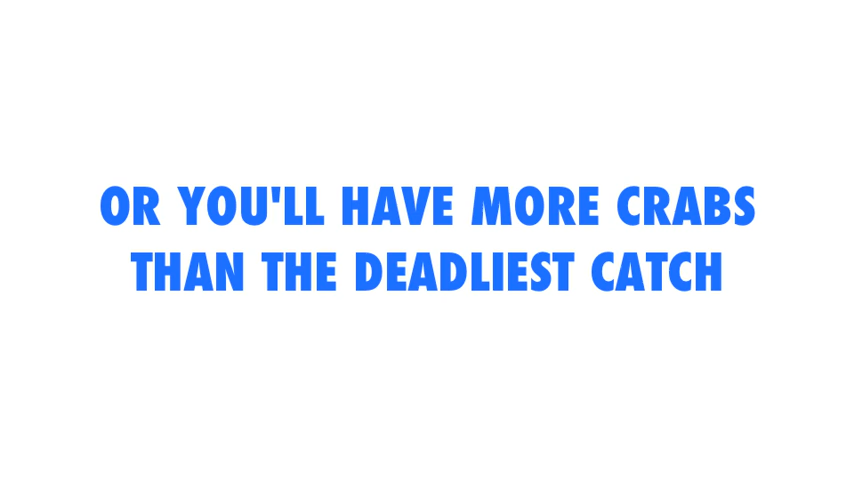 OR YOU'LL HAVE MORE CRABS
THAN THE DEADLIEST CATCH